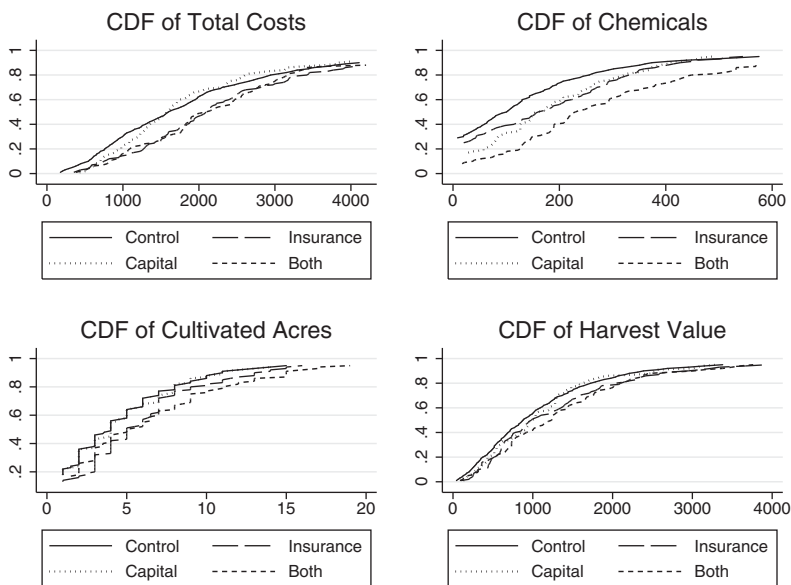 CDF of Total Costs
1
.8
.6
.4
.2
0
0 1000 2000 3000 4000
Control Insurance
Capital Both
CDF of Chemicals
1
.8
.6
.4
.2
0
0 200 400 600
Control Insurance
Capital Both
CDF of Cultivated Acres
1
.8
.6
.4
.2
0 5 10 15 20
Control Insurance
Capital Both
CDF of Harvest Value
1
.8
.6
.4
.2
0
0 1000 2000 3000 4000
Control Insurance
Capital Both